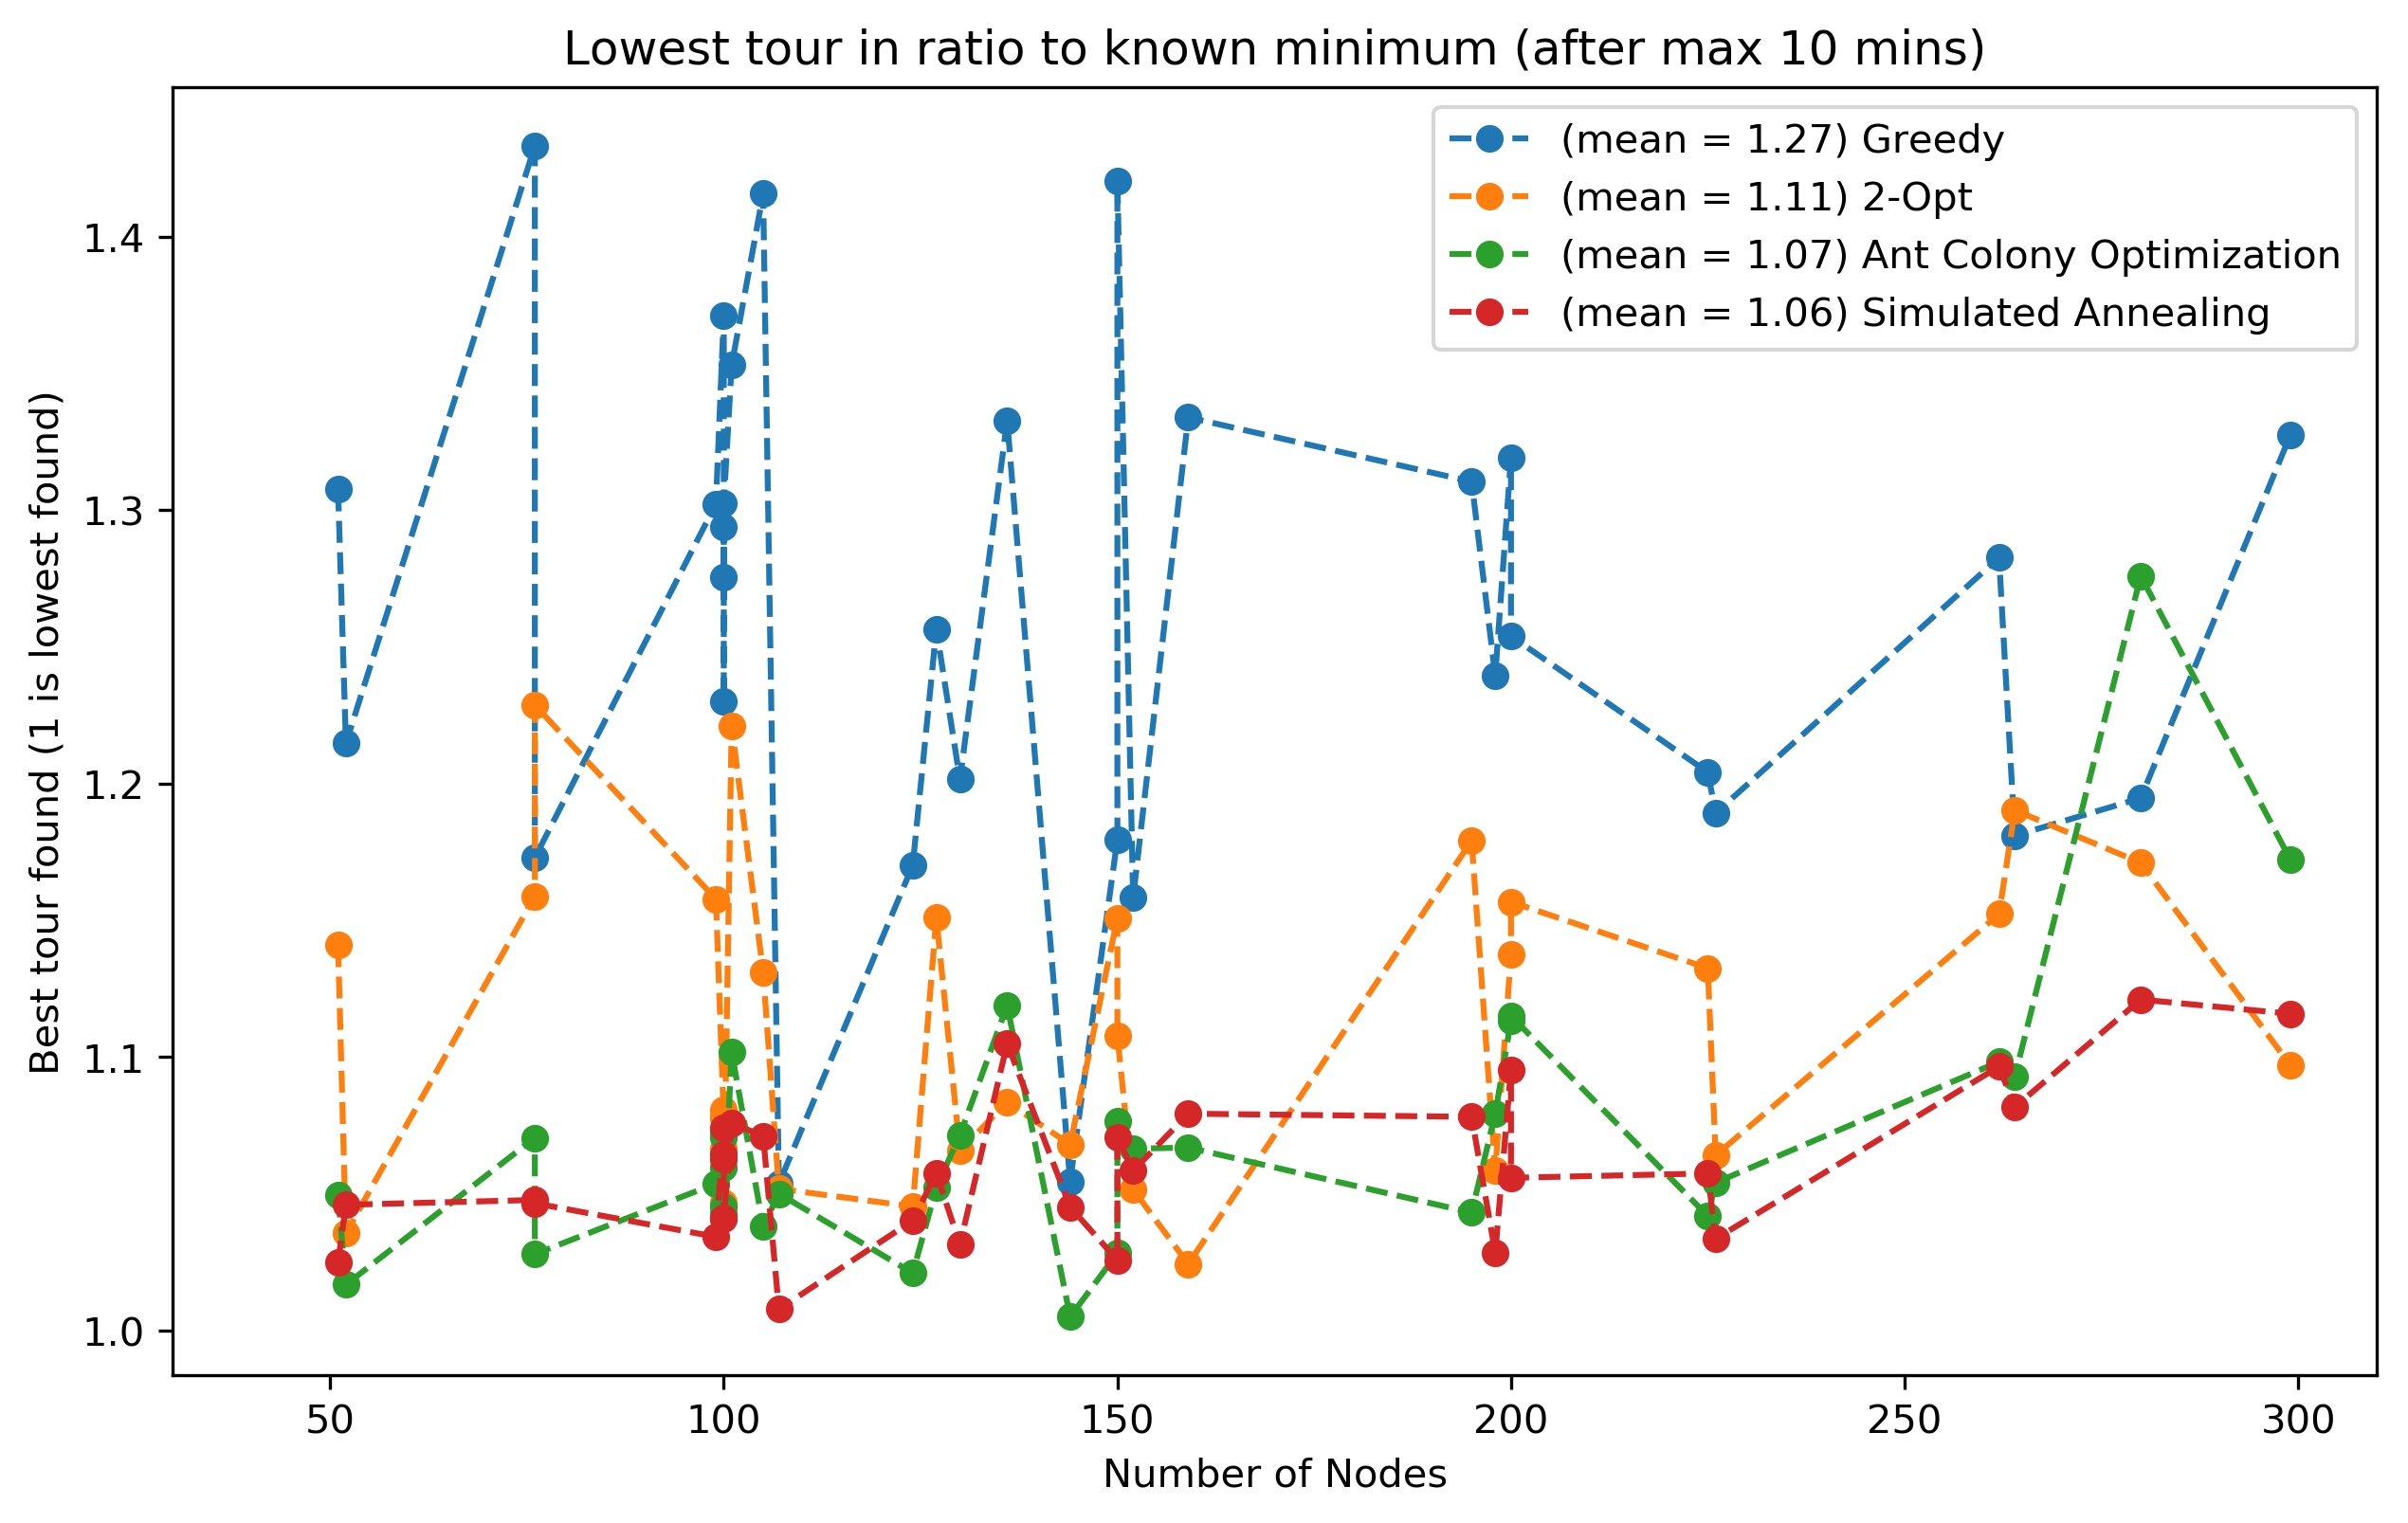 Lowest tour in ratio to known minimum (after max 10 mins)
(mean = 1.27) Greedy
(mean = 1.11) 2-Opt
(mean = 1.07) Ant Colony Optimization
(mean = 1.06) Simulated Annealing
Best tour found (1 is lowest found)
1.4
1.3
1.2
1.1
1.0
50 100 150 200 250 300
Number of Nodes